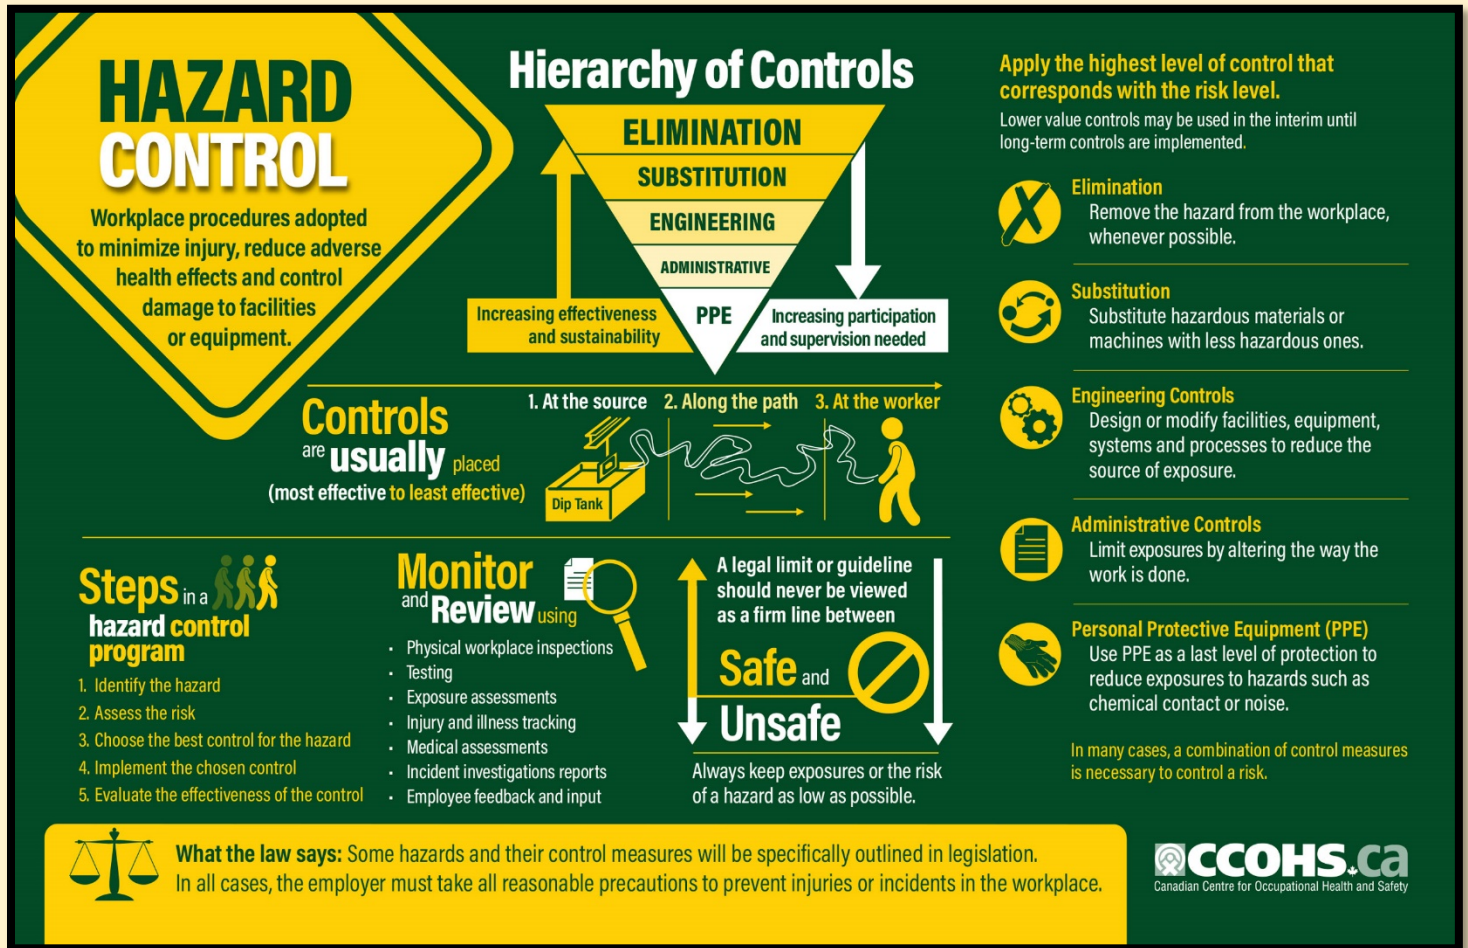 HAZARD
CONTROL
Workplace procedures adopted
to minimize injury, reduce adverse
health effects and control
damage to facilities
or equipment.
Hierarchy of Controls
ELIMINATION
SUBSTITUTION
ENGINEERING
ADMINISTRATIVE
PPE
Increasing effectiveness
and sustainability
Increasing participation
and supervision needed
Controls
are usually placed
(most effective to least effective)
1. At the source
2. Along the path
3. At the worker
Dip Tank
Steps in a
hazard control
program
1. Identify the hazard
2. Assess the risk
3. Choose the best control for the hazard
4. Implement the chosen control
5. Evaluate the effectiveness of the control
Monitor
and Review using
· Physical workplace inspections
· Testing
· Exposure assessments
· Injury and illness tracking
· Medical assessments
· Incident investigations reports
· Employee feedback and input
A legal limit or guideline
should never be viewed
as a firm line between
Safe and
Unsafe
Always keep exposures or the risk
of a hazard as low as possible.
Apply the highest level of control that
corresponds with the risk level.
Lower value controls may be used in the interim until
long-term controls are implemented.
Elimination
Remove the hazard from the workplace,
whenever possible.
Substitution
Substitute hazardous materials or
machines with less hazardous ones.
Engineering Controls
Design or modify facilities, equipment,
systems and processes to reduce the
source of exposure.
Administrative Controls
Limit exposures by altering the way the
work is done.
Personal Protective Equipment (PPE)
Use PPE as a last level of protection to
reduce exposures to hazards such as
chemical contact or noise.
In many cases, a combination of control measures
is necessary to control a risk.
What the law says: Some hazards and their control measures will be specifically outlined in legislation.
In all cases, the employer must take all reasonable precautions to prevent injuries or incidents in the workplace.
CCOHS.ca
Canadian Centre for Occupational Health and Safety